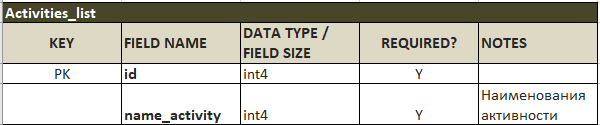 Activities_list
KEY FIELD NAME DATA TYPE / FIELD SIZE REQUIRED? NOTES
PK id int4 Y
name_activity int4 Y Наименования активности